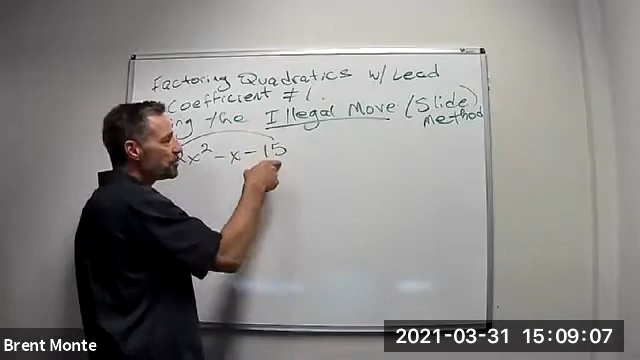 Factoring Quadratics w/ Lead
Coefficient ≠ 1.
the Illegal Move (Slide
method)
2x² - x - 15
Brent Monte
2021-03-31 15:09:07